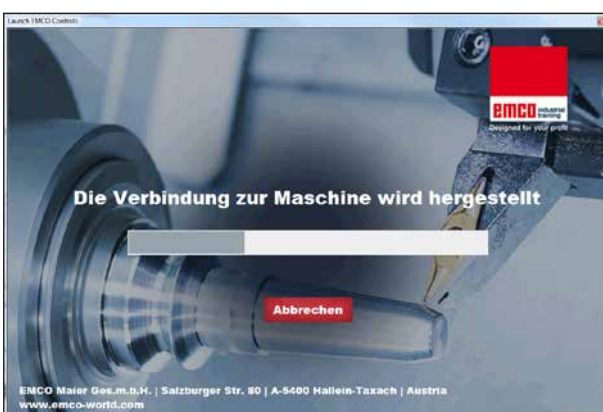 Launch EMCO Controls
emco industrial
training
Designed for your profit
Die Verbindung zur Maschine wird hergestellt
Abbrechen
EMCO Maier Ges.m.b.H. | Salzburger Str. 80 | A-5400 Hallein-Taxach | Austria
www.emco-world.com